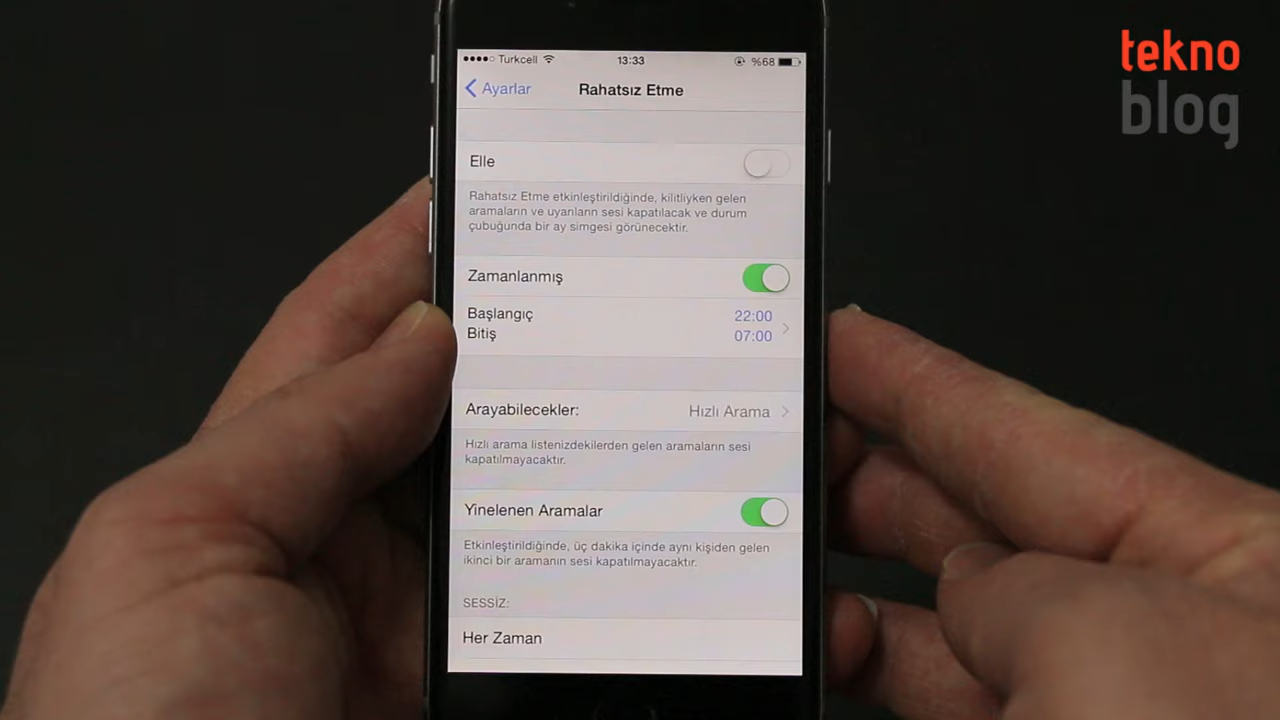 tekno
blog
Turkcell 13:33 %68
Ayarlar Rahatsız Etme
Elle
Rahatsız Etme etkinleştirildiğinde, kilitliyken gelen
aramaların ve uyarıların sesi kapatılacak ve durum
çubuğunda bir ay simgesi görünecektir.
Zamanlanmış
Başlangıç 22:00
Bitiş 07:00
Arayabilecekler: Hızlı Arama
Hızlı arama listenizdekilerden gelen aramaların sesi
kapatılmayacaktır.
Yinelenen Aramalar
Etkinleştirildiğinde, üç dakika içinde aynı kişiden gelen
ikinci bir aramanın sesi kapatılmayacaktır.
SESSİZ:
Her Zaman